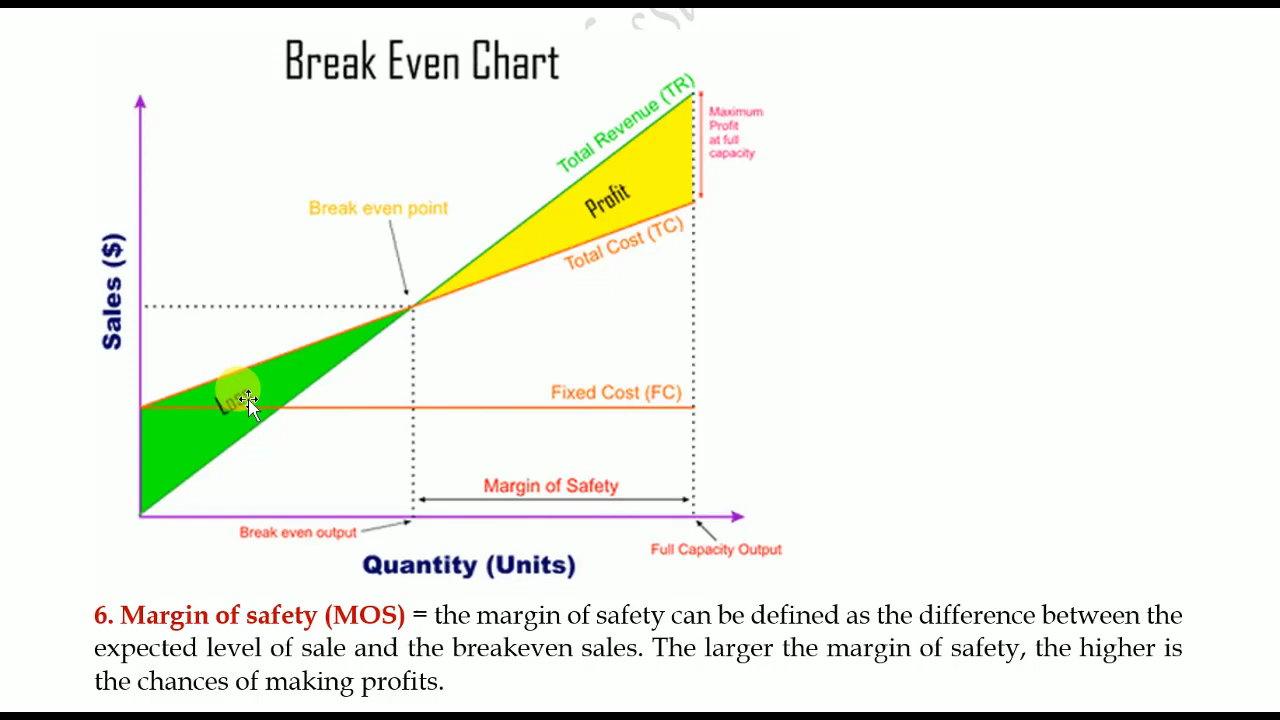 Break Even Chart
Total Revenue (TR)
Maximum
Profit
at full
capacity
Profit
Break even point
Total Cost (TC)
Sales ($)
Loss
Fixed Cost (FC)
Margin of Safety
Break even output
Full Capacity Output
Quantity (Units)
6. Margin of safety (MOS) = the margin of safety can be defined as the difference between the
expected level of sale and the breakeven sales. The larger the margin of safety, the higher is
the chances of making profits.